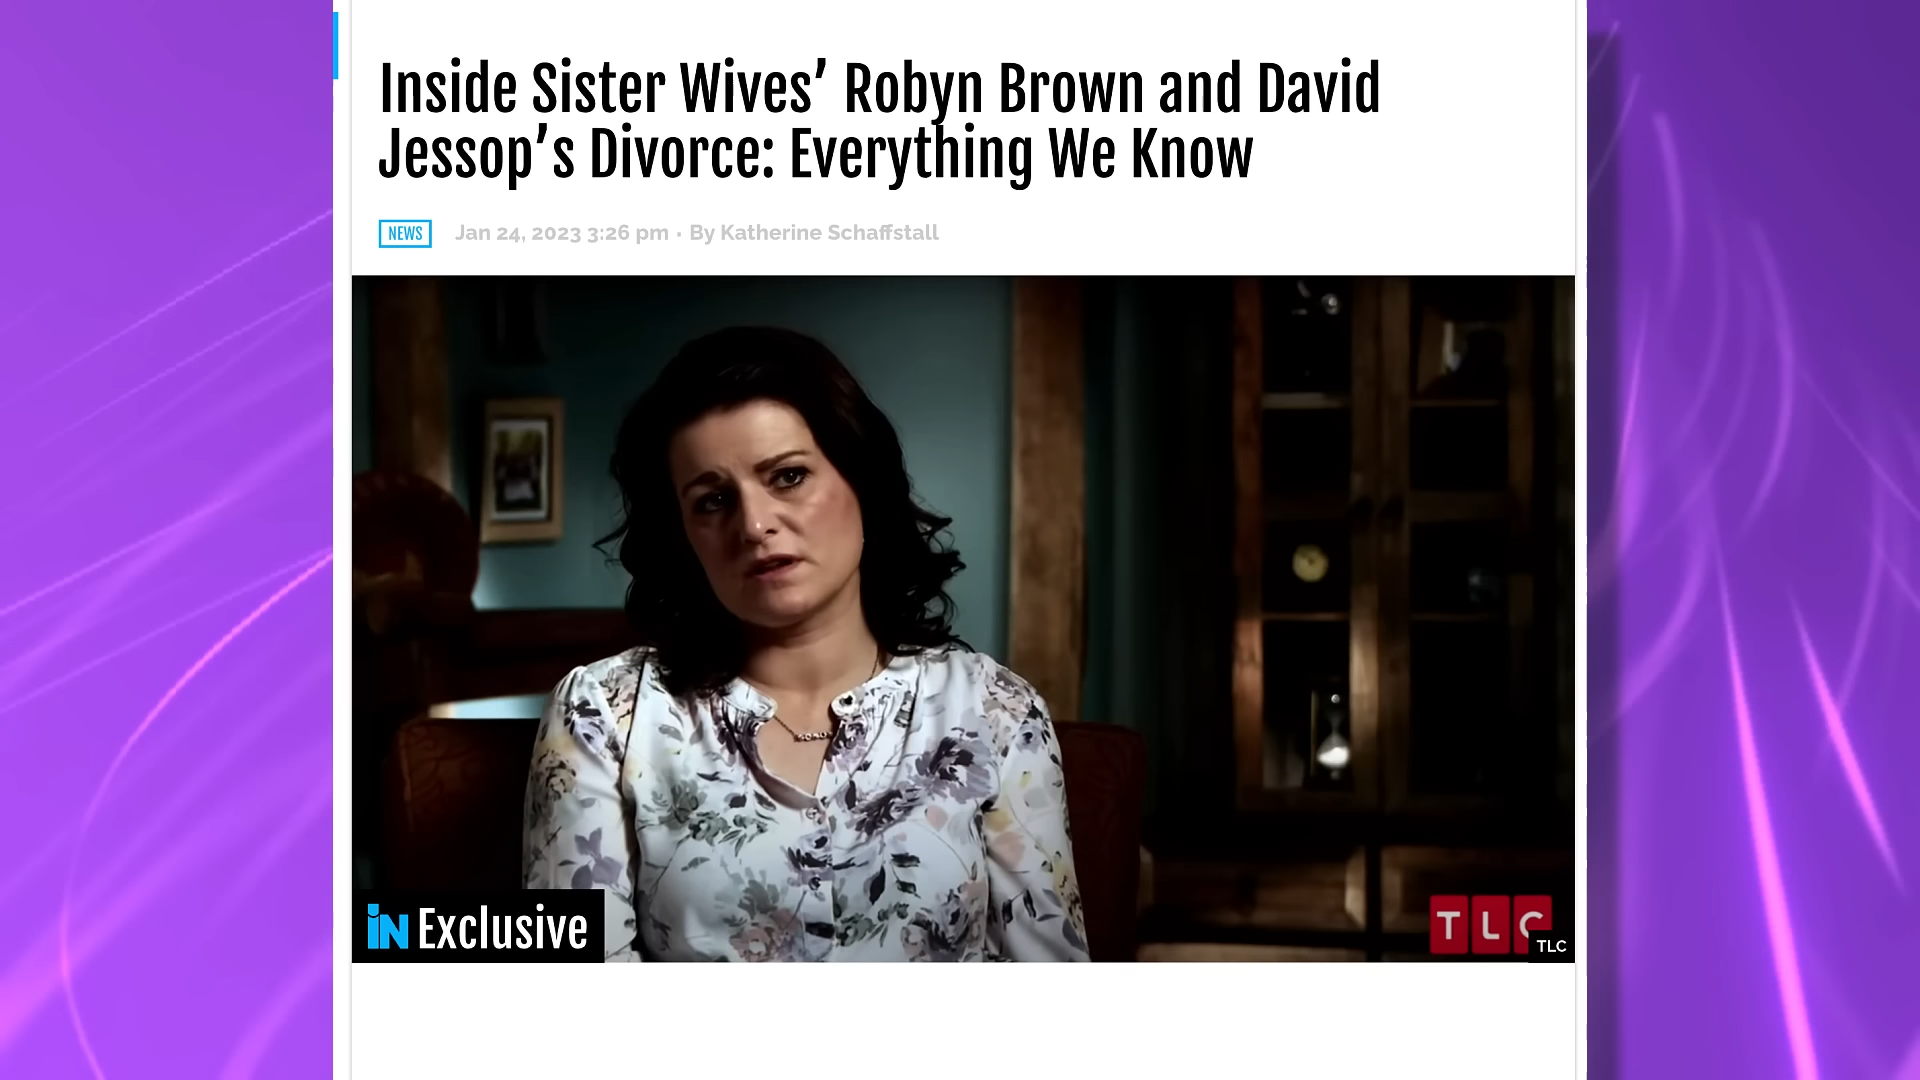 Inside Sister Wives’ Robyn Brown and David
Jessop’s Divorce: Everything We Know
NEWS
Jan 24, 2023 3:26 pm · By Katherine Schaffstall
iN Exclusive
TLC
TLC